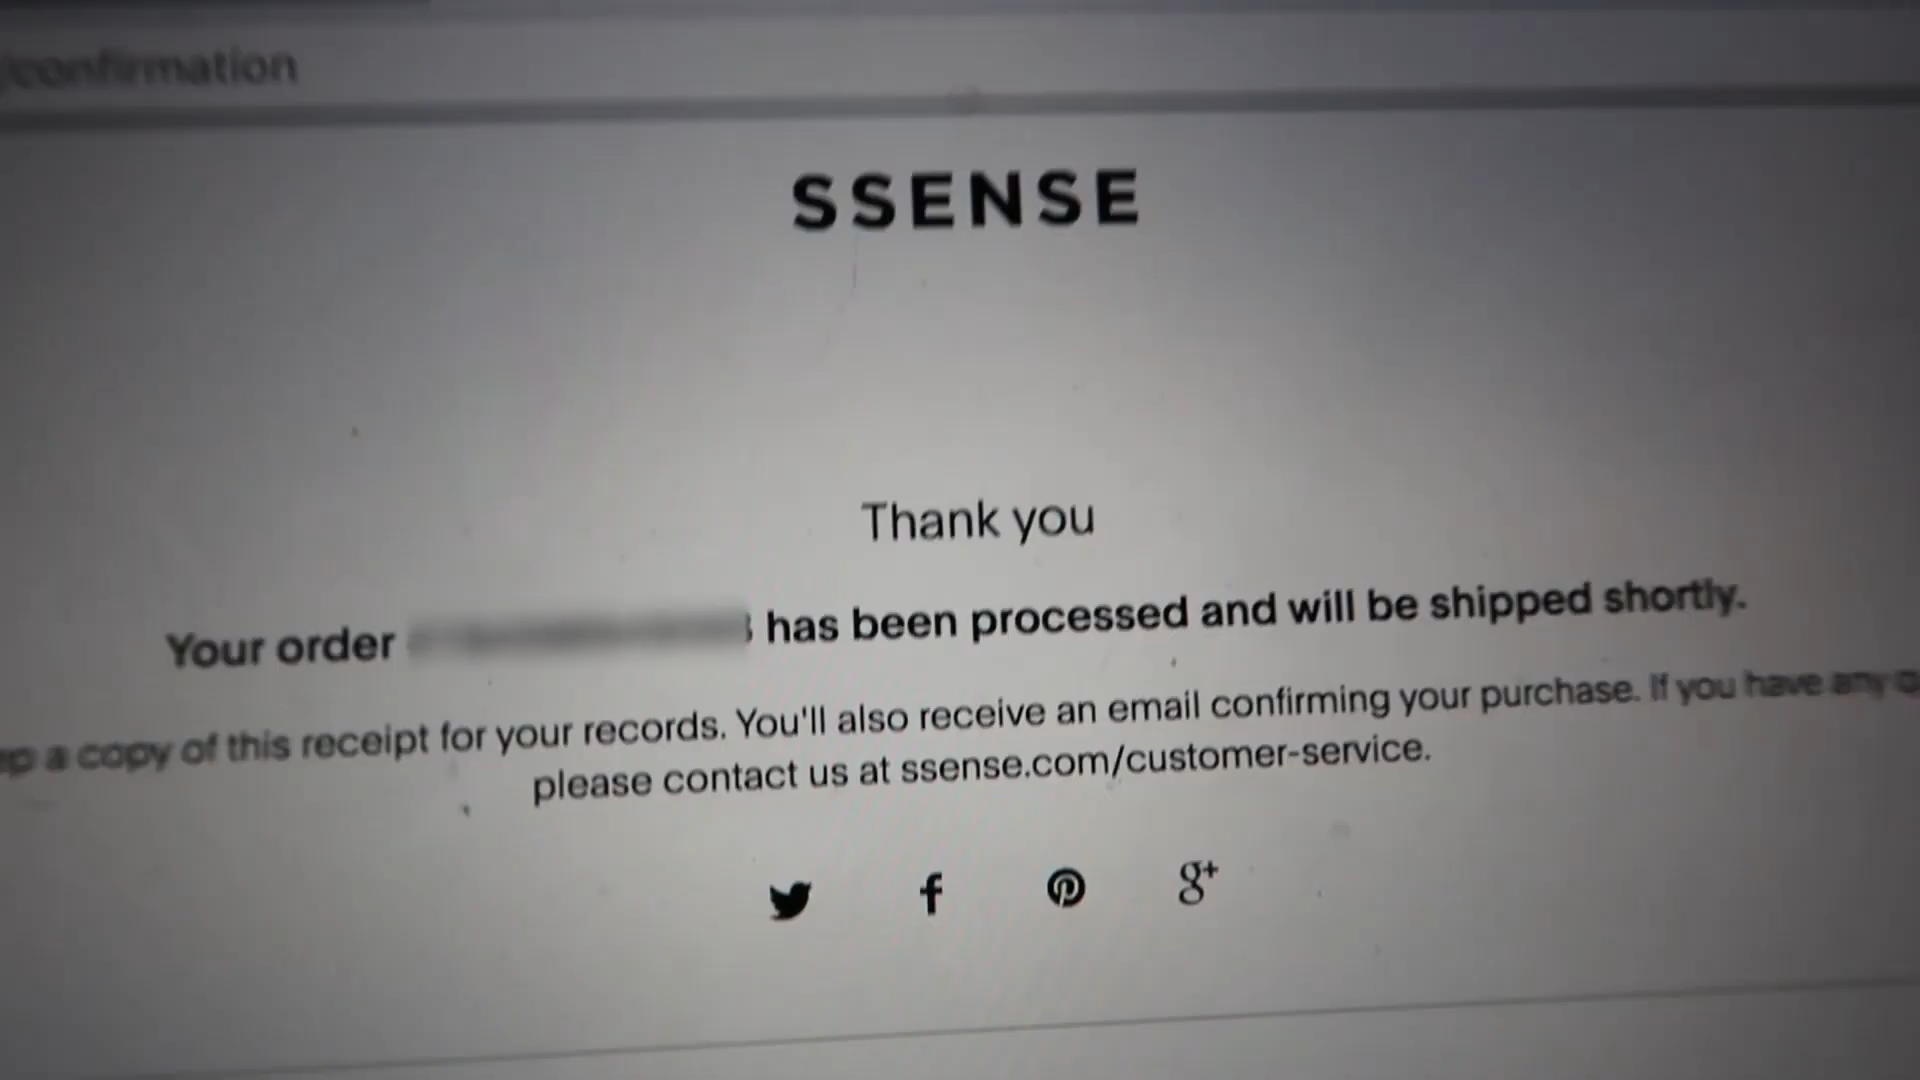 /confirmation
SSENSE
Thank you
Your order has been processed and will be shipped shortly.
a copy of this receipt for your records. You'll also receive an email confirming your purchase. If you have any
please contact us at ssense.com/customer-service.